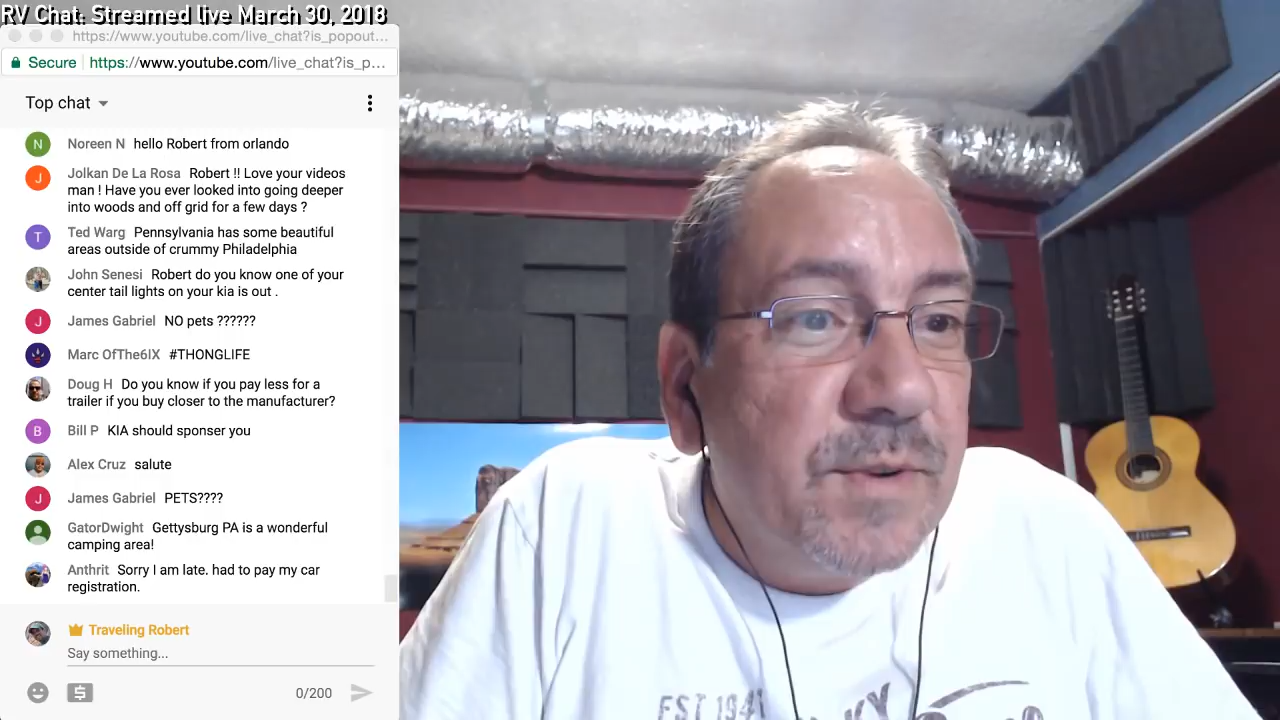 RV Chat. Streamed live March 30, 2018
https://www.youtube.com/live_chat?is_popout...
Secure https://www.youtube.com/live_chat?is_p...
Top chat
N Noreen N hello Robert from orlando
J Jolkan De La Rosa Robert !! Love your videos
man ! Have you ever looked into going deeper
into woods and off grid for a few days ?
T Ted Warg Pennsylvania has some beautiful
areas outside of crummy Philadelphia
John Senesi Robert do you know one of your
center tail lights on your kia is out .
J James Gabriel NO pets ??????
Marc OfThe6IX #THONGLIFE
Doug H Do you know if you pay less for a
trailer if you buy closer to the manufacturer?
B Bill P KIA should sponser you
Alex Cruz salute
J James Gabriel PETS????
GatorDwight Gettysburg PA is a wonderful
camping area!
Anthrit Sorry I am late. had to pay my car
registration.
Traveling Robert
Say something...
$ 0/200
EST 194